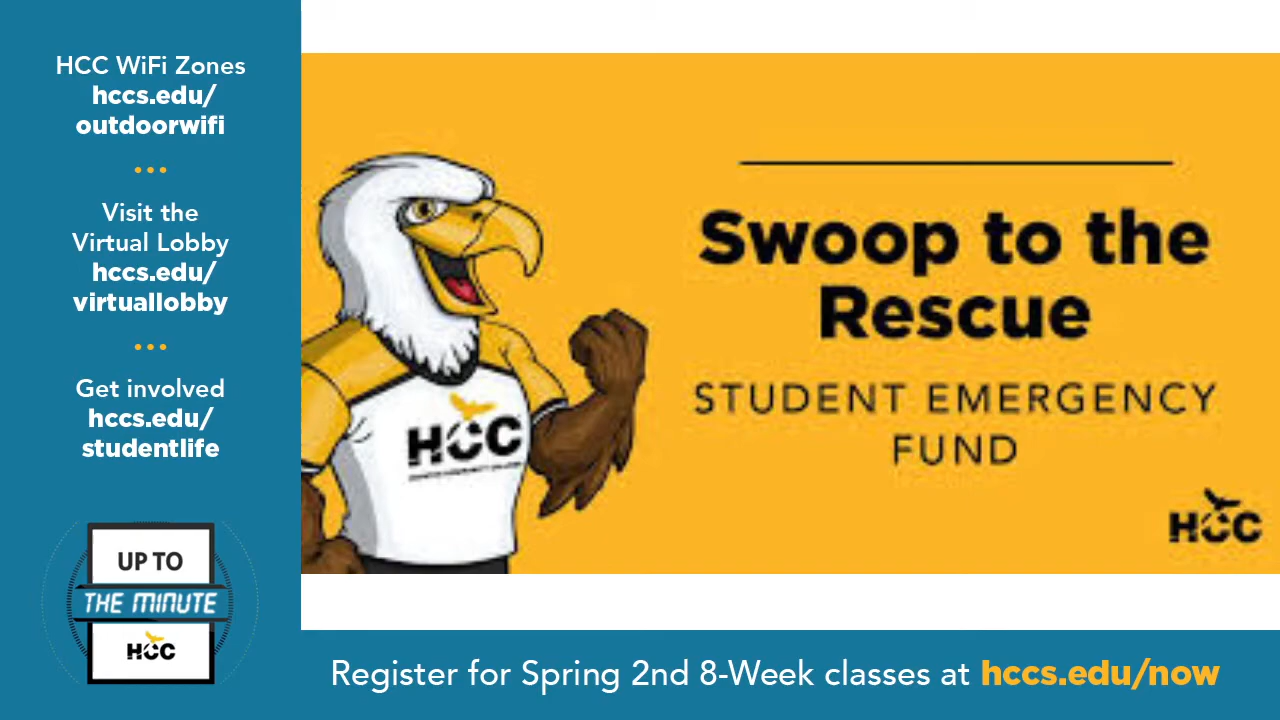 HCC WiFi Zones
hccs.edu/
outdoorwifi
Visit the
Virtual Lobby
hccs.edu/
virtuallobby
Get involved
hccs.edu/
studentlife
UP TO
THE MINUTE
HCC
HCC
Swoop to the
Rescue
STUDENT EMERGENCY
FUND
HCC
Register for Spring 2nd 8-Week classes at hccs.edu/now